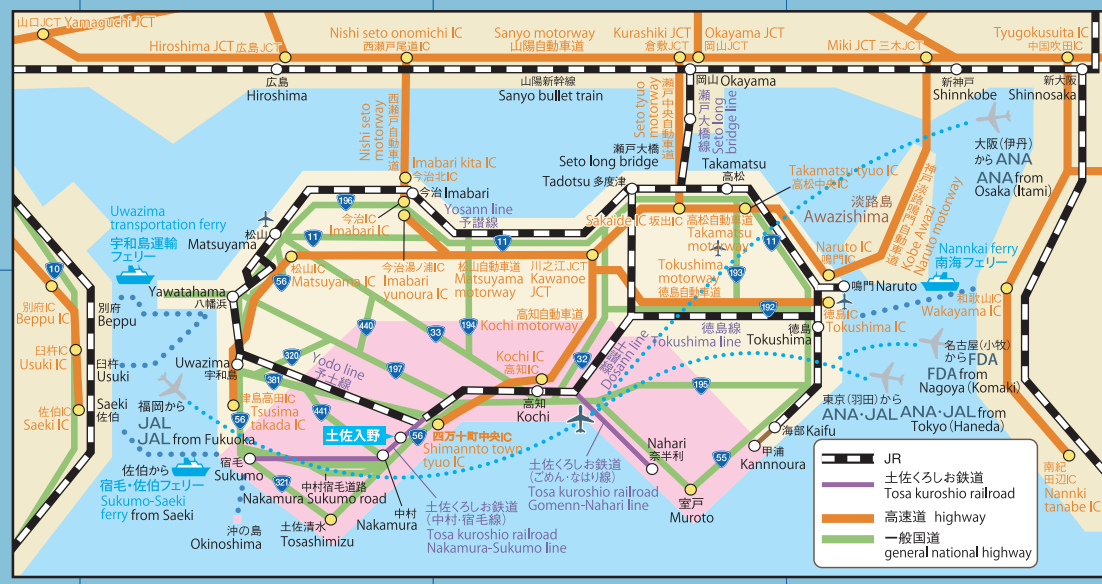 山口JCT Yamaguchi JCT
Hiroshima JCT 広島JCT
Nishi seto onomichi IC
西瀬戸尾道IC
Sanyo motorway
山陽自動車道
Kurashiki JCT
倉敷JCT
Okayama JCT
岡山JCT
Miki JCT 三木JCT
Tyugokusuita IC
中国吹田IC
広島
Hiroshima
山陽新幹線
Sanyo bullet train
岡山 Okayama
新神戸
Shinnkobe
新大阪
Shinnosaka
Nishi seto
motorway
西瀬戸自動車道
Seto tyuo
motorway
瀬戸中央自動車道
瀬戸大橋線
Seto long
bridge line
瀬戸大橋
Seto long bridge
大阪(伊丹)
から ANA
ANA from
Osaka (Itami)
Imabari kita IC
今治北IC
今治 Imabari
Tadotsu 多度津
Takamatsu
高松
Takamatsu tyuo IC
高松中央IC
淡路島
Awazishima
神戸淡路鳴門自動車道
Kobe Awazi
Naruto motorway
Uwazima
transportation ferry
宇和島運輸
フェリー
196
今治IC
Imabari IC
Yosann line
予讃線
Sakaide IC 坂出IC
高松自動車道
Takamatsu
motorway
11
11
11
Naruto IC
鳴門IC
Nannkai ferry
南海フェリー
松山
Matsuyama
10
56
松山IC
Matsuyama IC
今治湯ノ浦IC
Imabari
yunoura IC
松山自動車道
Matsuyama
motorway
川之江JCT
Kawanoe
JCT
Tokushima
motorway
徳島自動車道
193
鳴門 Naruto
Yawatahama
八幡浜
別府IC
Beppu IC
別府
Beppu
高知自動車道
Kochi motorway
192
徳島IC
Tokushima IC
和歌山IC
Wakayama IC
440
33
194
徳島線
Tokushima line
徳島
Tokushima
臼杵IC
Usuki IC
臼杵
Usuki
Uwazima
宇和島
320
Yodo line
予土線
197
Kochi IC
高知IC
32
土讃線
Dosann line
195
名古屋(小牧)
から FDA
FDA from
Nagoya (Komaki)
381
佐伯IC
Saeki IC
Saeki
佐伯
福岡から
JAL
JAL from Fukuoka
56
津島高田IC
Tsusima
takada IC
441
高知
Kochi
東京(羽田)から
ANA・JAL ANA・JAL from
Tokyo (Haneda)
土佐入野
56
四万十町中央IC
Shimannto town
tyuo IC
海部 Kaifu
甲浦
Kannnoura
Nahari
奈半利
55
佐伯から
宿毛・佐伯フェリー
Sukumo-Saeki
ferry from Saeki
宿毛
Sukumo
中村宿毛道路
Nakamura Sukumo road
321
中村
Nakamura
土佐くろしお鉄道
(ごめん・なはり線)
Tosa kuroshio railroad
Gomenn-Nahari line
室戸
Muroto
南紀
田辺IC
Nannki
tanabe IC
沖の島
Okinoshima
土佐清水
Tosashimizu
土佐くろしお鉄道
(中村・宿毛線)
Tosa kuroshio railroad
Nakamura-Sukumo line
JR
土佐くろしお鉄道
Tosa kuroshio railroad
高速道 highway
一般国道
general national highway